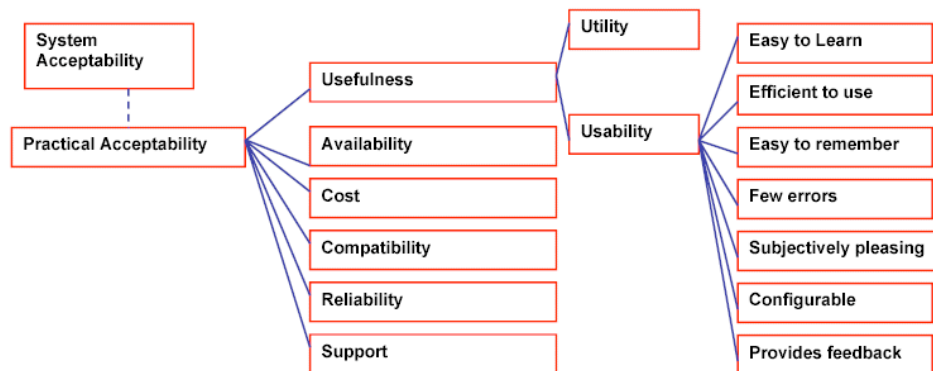 System
Acceptability
Practical Acceptability
Usefulness
Availability
Cost
Compatibility
Reliability
Support
Utility
Usability
Easy to Learn
Efficient to use
Easy to remember
Few errors
Subjectively pleasing
Configurable
Provides feedback